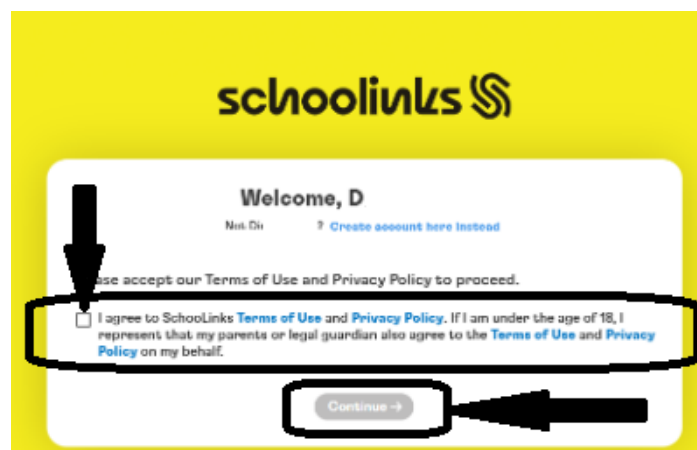 schoolinks
Welcome, D
Not Di ? Create account here instead
ase accept our Terms of Use and Privacy Policy to proceed.
I agree to SchooLinks Terms of Use and Privacy Policy. If I am under the age of 18, I
represent that my parents or legal guardian also agree to the Terms of Use and Privacy
Policy on my behalf.
Continue →